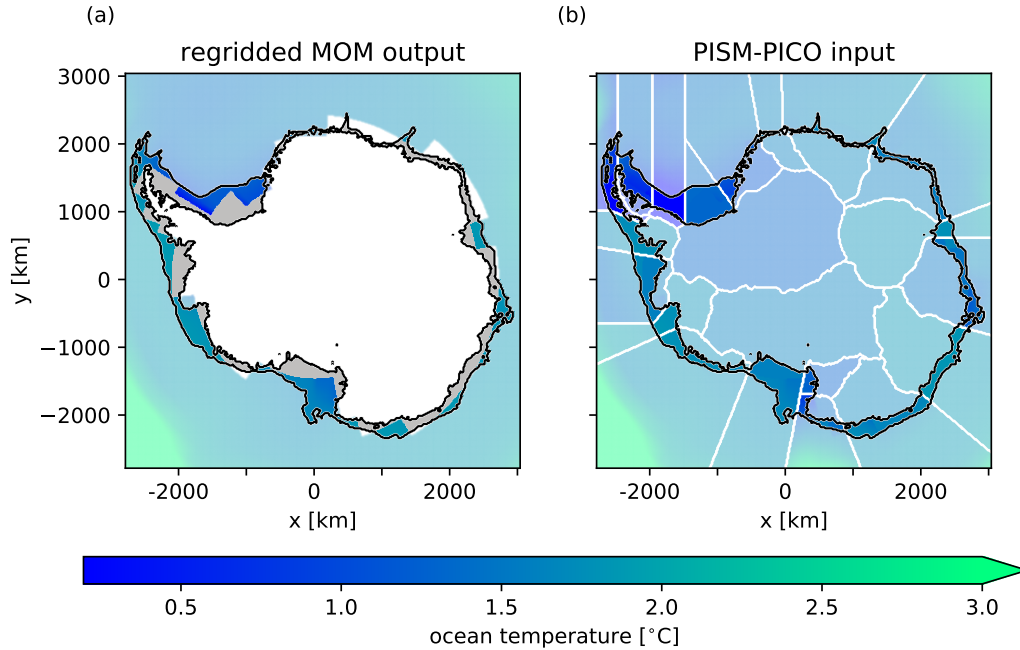 (a)
(b)
regridded MOM output
PISM-PICO input
3000
2000
1000
0
−1000
−2000
y [km]
-2000
0
2000
-2000
0
2000
x [km]
x [km]
0.5
1.0
1.5
2.0
2.5
3.0
ocean temperature [°C]